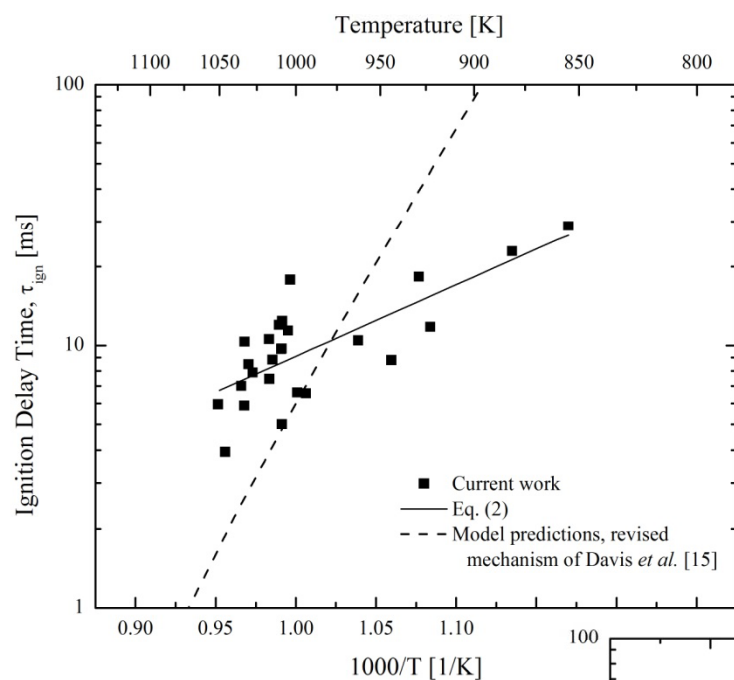 Temperature [K]
1100 1050 1000 950 900 850 800
100
10
1
Ignition Delay Time, τign [ms]
Current work
Eq. (2)
Model predictions, revised
mechanism of Davis et al. [15]
0.90 0.95 1.00 1.05 1.10
100
1000/T [1/K]